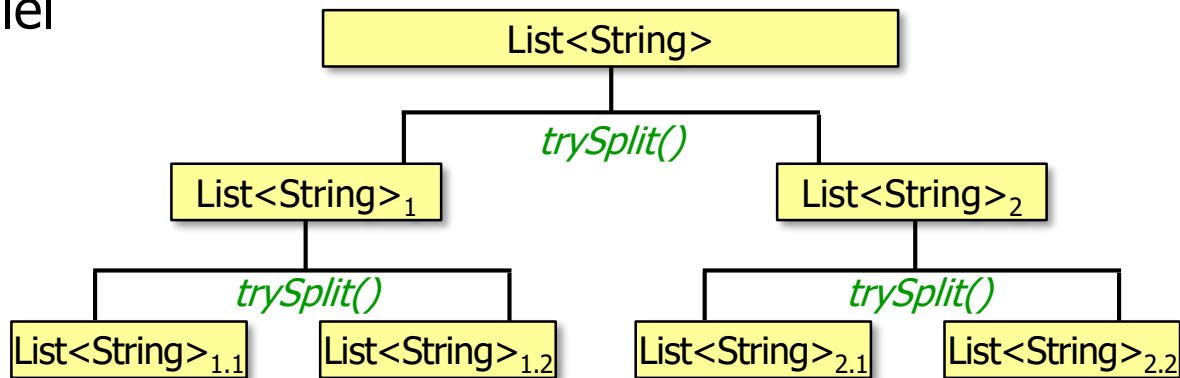 List<String>
trySplit()
List<String>1 List<String>2
trySplit() trySplit()
List<String>1.1 List<String>1.2 List<String>2.1 List<String>2.2